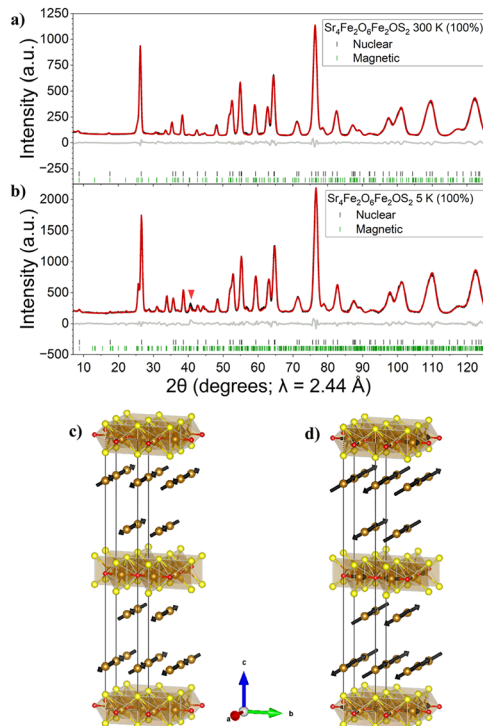 a)
Sr4Fe2O6Fe2OS2 300 K (100%)
Nuclear
Magnetic
Intensity (a.u.)
1250
1000
750
500
250
0
−250
b)
Sr4Fe2O6Fe2OS2 5 K (100%)
Nuclear
Magnetic
Intensity (a.u.)
2000
1500
1000
500
0
−500
10 20 30 40 50 60 70 80 90 100 110 120
2θ (degrees; λ = 2.44 Å)
c)
d)
c
a
b